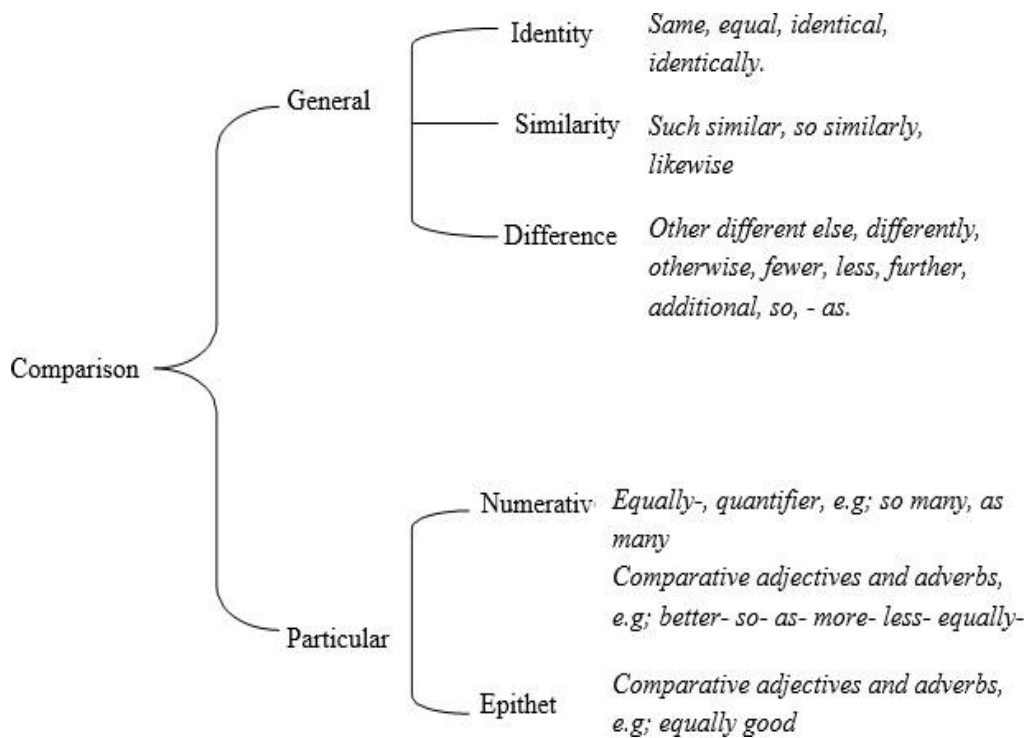 Identity
Same, equal, identical,
identically.
General
Similarity
Such similar, so similarly,
likewise
Difference
Other different else, differently,
otherwise, fewer, less, further,
additional, so, - as.
Comparison
Numerativ
Equally-, quantifier, e.g; so many, as
many
Comparative adjectives and adverbs,
e.g; better- so- as- more- less- equally-
Particular
Epithet
Comparative adjectives and adverbs,
e.g; equally good